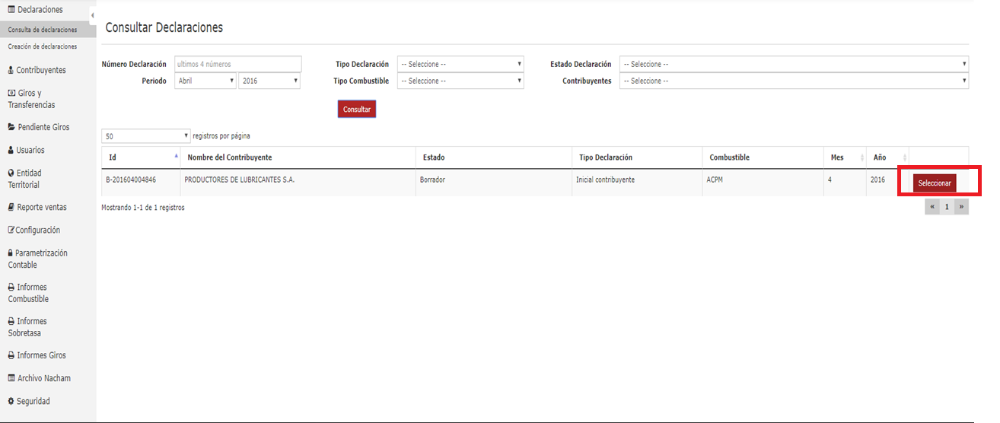 Declaraciones
Consulta de declaraciones
Creación de declaraciones
Contribuyentes
Giros y
Transferencias
Pendiente Giros
Usuarios
Entidad
Territorial
Reporte ventas
Configuración
Parametrización
Contable
Informes
Combustible
Informes
Sobretasa
Informes Giros
Archivo Nacham
Seguridad
Consultar Declaraciones
Número Declaración ultimos 4 números Tipo Declaración -- Seleccione -- Estado Declaración -- Seleccione --
Periodo Abril 2016 Tipo Combustible -- Seleccione -- Contribuyentes -- Seleccione --
Consultar
50 registros por página
Id Nombre del Contribuyente Estado Tipo Declaración Combustible Mes Año
B-201604004846 PRODUCTORES DE LUBRICANTES S.A. Borrador Inicial contribuyente ACPM 4 2016 Seleccionar
Mostrando 1-1 de 1 registros
« 1 »